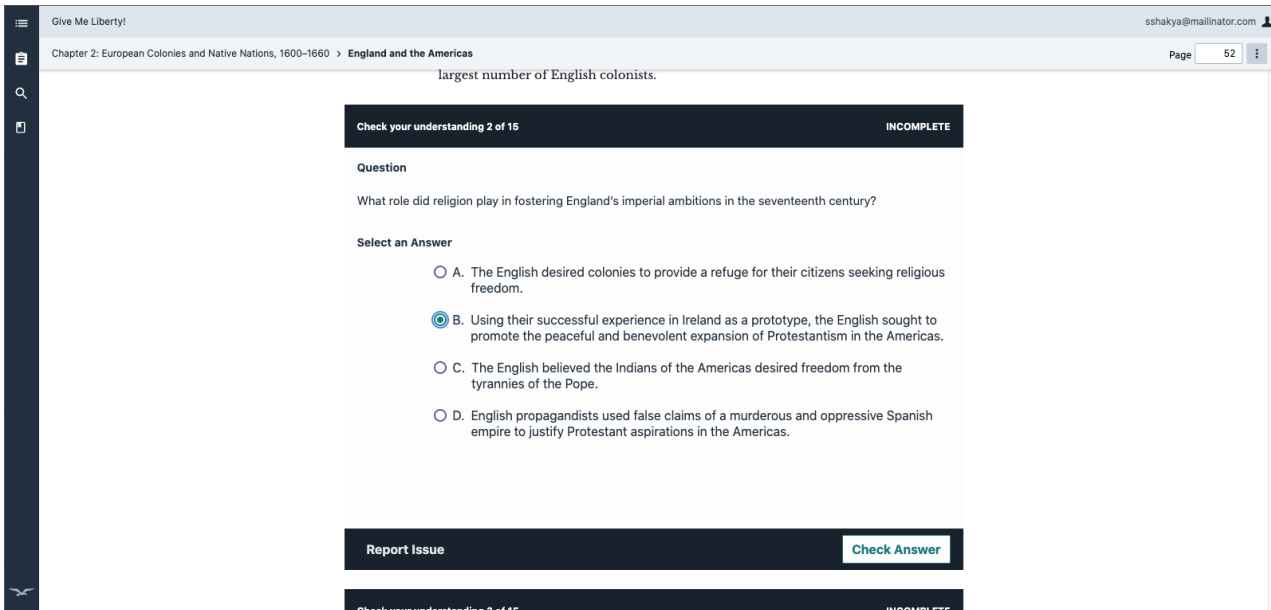 Give Me Liberty!
sshakya@mailinator.com
Chapter 2: European Colonies and Native Nations, 1600–1660 > England and the Americas
Page 52
largest number of English colonists.
Check your understanding 2 of 15
INCOMPLETE
Question
What role did religion play in fostering England's imperial ambitions in the seventeenth century?
Select an Answer
A. The English desired colonies to provide a refuge for their citizens seeking religious
freedom.
B. Using their successful experience in Ireland as a prototype, the English sought to
promote the peaceful and benevolent expansion of Protestantism in the Americas.
C. The English believed the Indians of the Americas desired freedom from the
tyrannies of the Pope.
D. English propagandists used false claims of a murderous and oppressive Spanish
empire to justify Protestant aspirations in the Americas.
Report Issue
Check Answer